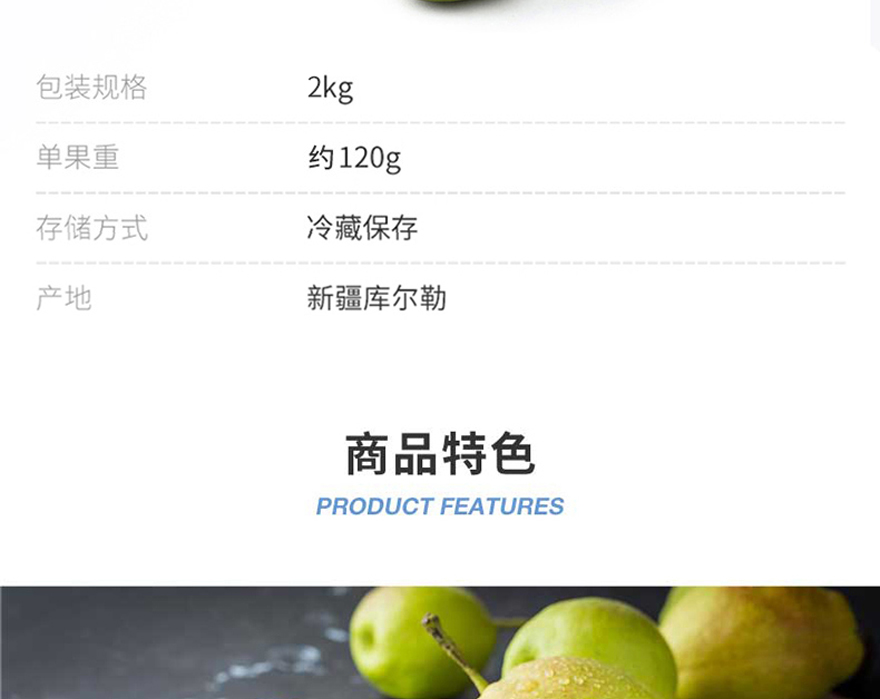 包装规格 2kg
单果重 约120g
存储方式 冷藏保存
产地 新疆库尔勒
商品特色
PRODUCT FEATURES